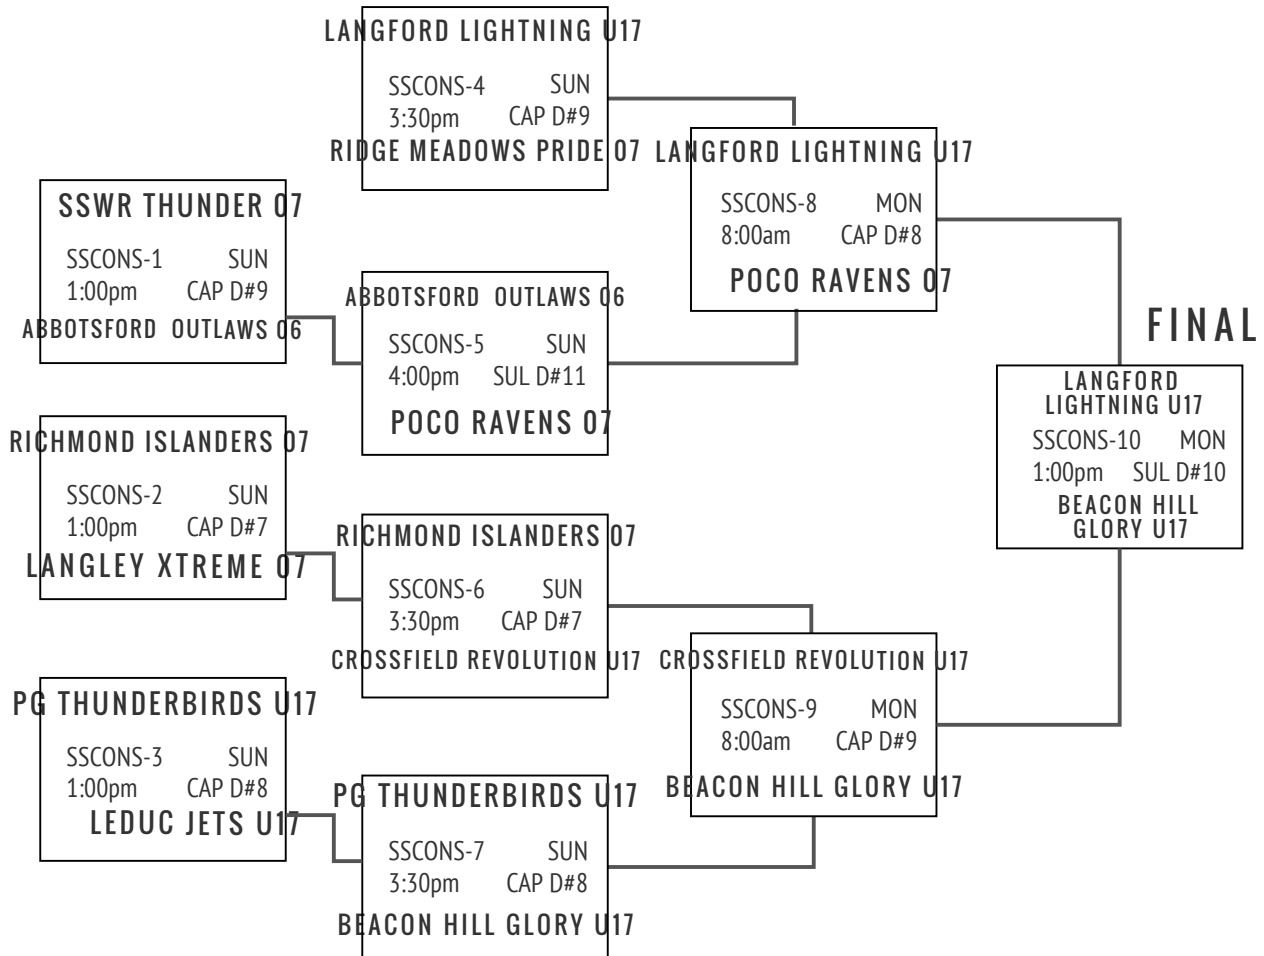 LANGFORD LIGHTNING U17
SSCONS-4 SUN
3:30pm CAP D#9
RIDGE MEADOWS PRIDE 07
SSWR THUNDER 07
SSCONS-1 SUN
1:00pm CAP D#9
ABBOTSFORD OUTLAWS 06
ABBOTSFORD OUTLAWS 06
SSCONS-5 SUN
4:00pm SUL D#11
POCO RAVENS 07
LANGFORD LIGHTNING U17
SSCONS-8 MON
8:00am CAP D#8
POCO RAVENS 07
RICHMOND ISLANDERS 07
SSCONS-2 SUN
1:00pm CAP D#7
LANGLEY XTREME 07
RICHMOND ISLANDERS 07
SSCONS-6 SUN
3:30pm CAP D#7
CROSSFIELD REVOLUTION U17
PG THUNDERBIRDS U17
SSCONS-3 SUN
1:00pm CAP D#8
LEDUC JETS U17
PG THUNDERBIRDS U17
SSCONS-7 SUN
3:30pm CAP D#8
BEACON HILL GLORY U17
CROSSFIELD REVOLUTION U17
SSCONS-9 MON
8:00am CAP D#9
BEACON HILL GLORY U17
FINAL
LANGFORD
LIGHTNING U17
SSCONS-10 MON
1:00pm SUL D#10
BEACON HILL
GLORY U17